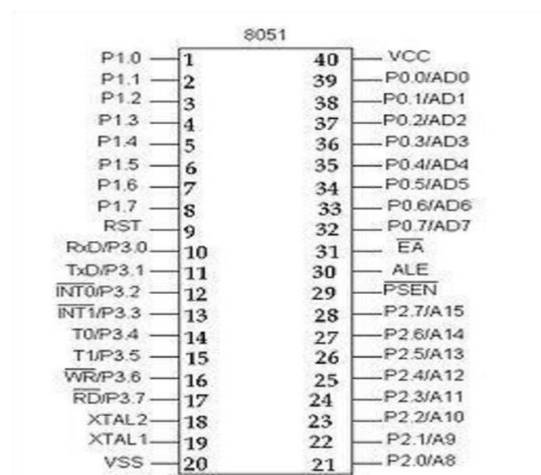 8051
P1.0 1 40 VCC
P1.1 2 39 P0.0/AD0
P1.2 3 38 P0.1/AD1
P1.3 4 37 P0.2/AD2
P1.4 5 36 P0.3/AD3
P1.5 6 35 P0.4/AD4
P1.6 7 34 P0.5/AD5
P1.7 8 33 P0.6/AD6
RST 9 32 P0.7/AD7
RxD/P3.0 10 31 EA
TxD/P3.1 11 30 ALE
INT0/P3.2 12 29 PSEN
INT1/P3.3 13 28 P2.7/A15
T0/P3.4 14 27 P2.6/A14
T1/P3.5 15 26 P2.5/A13
WR/P3.6 16 25 P2.4/A12
RD/P3.7 17 24 P2.3/A11
XTAL2 18 23 P2.2/A10
XTAL1 19 22 P2.1/A9
VSS 20 21 P2.0/A8